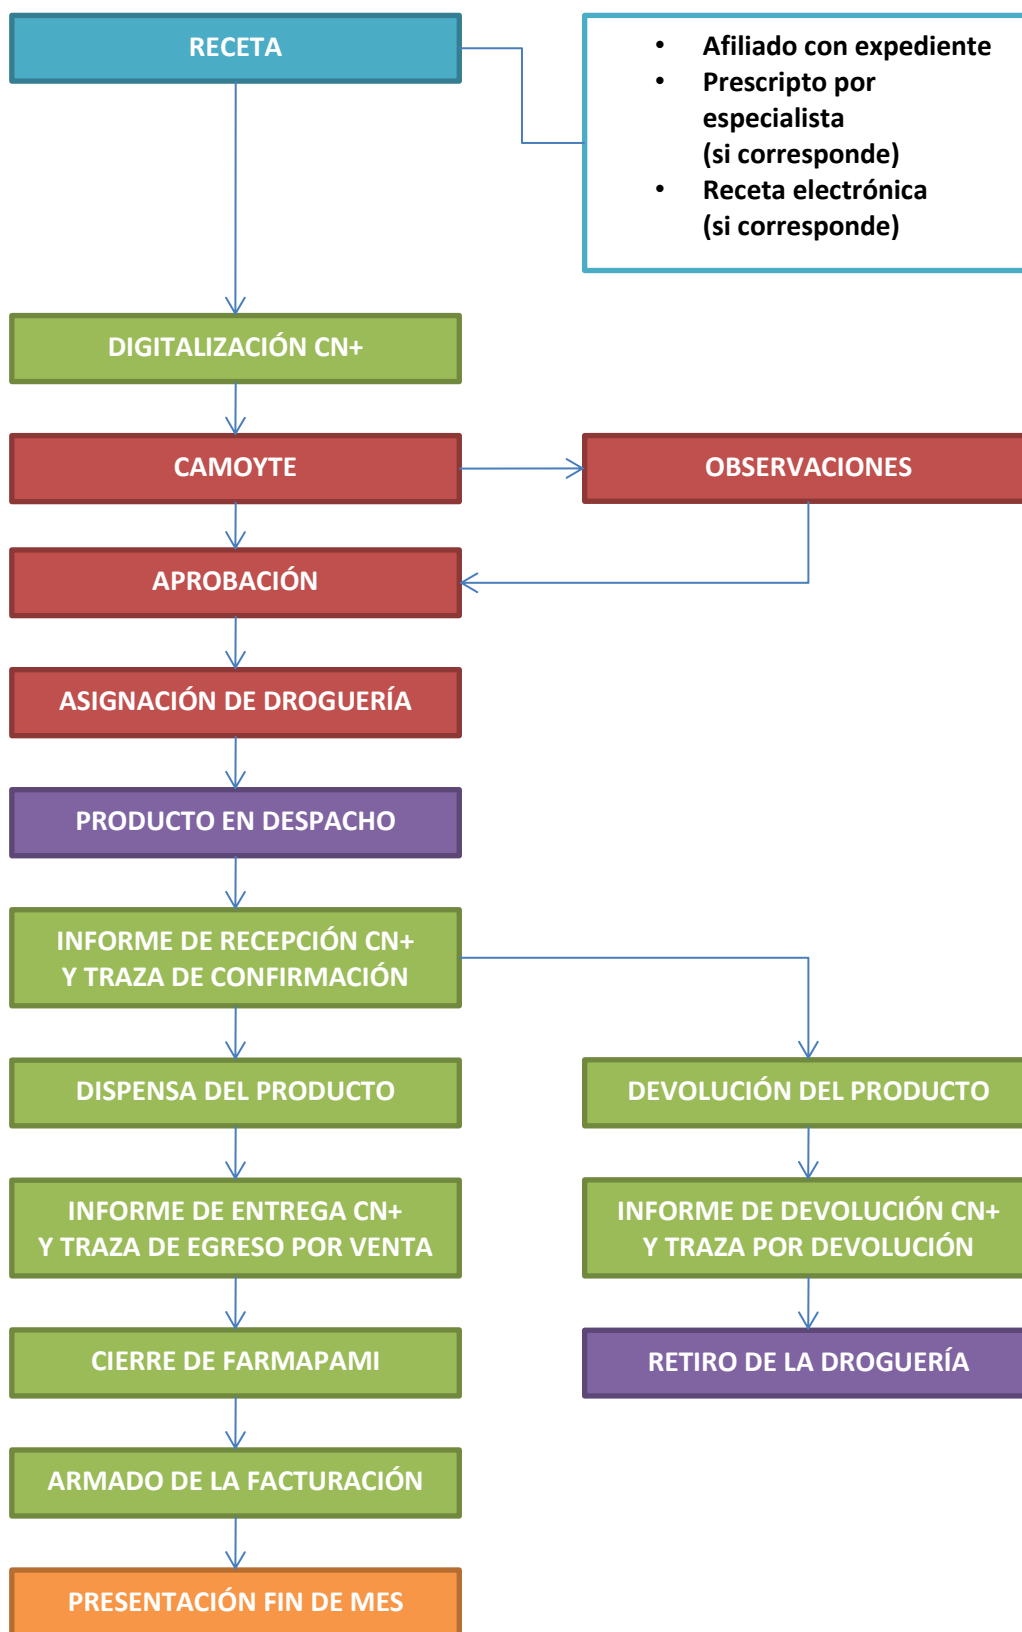 RECETA
• Afiliado con expediente
• Prescripto por
especialista
(si corresponde)
• Receta electrónica
(si corresponde)
DIGITALIZACIÓN CN+
CAMOYTE
OBSERVACIONES
APROBACIÓN
ASIGNACIÓN DE DROGUERÍA
PRODUCTO EN DESPACHO
INFORME DE RECEPCIÓN CN+
Y TRAZA DE CONFIRMACIÓN
DISPENSA DEL PRODUCTO
DEVOLUCIÓN DEL PRODUCTO
INFORME DE ENTREGA CN+
Y TRAZA DE EGRESO POR VENTA
INFORME DE DEVOLUCIÓN CN+
Y TRAZA POR DEVOLUCIÓN
CIERRE DE FARMAPAMI
RETIRO DE LA DROGUERÍA
ARMADO DE LA FACTURACIÓN
PRESENTACIÓN FIN DE MES